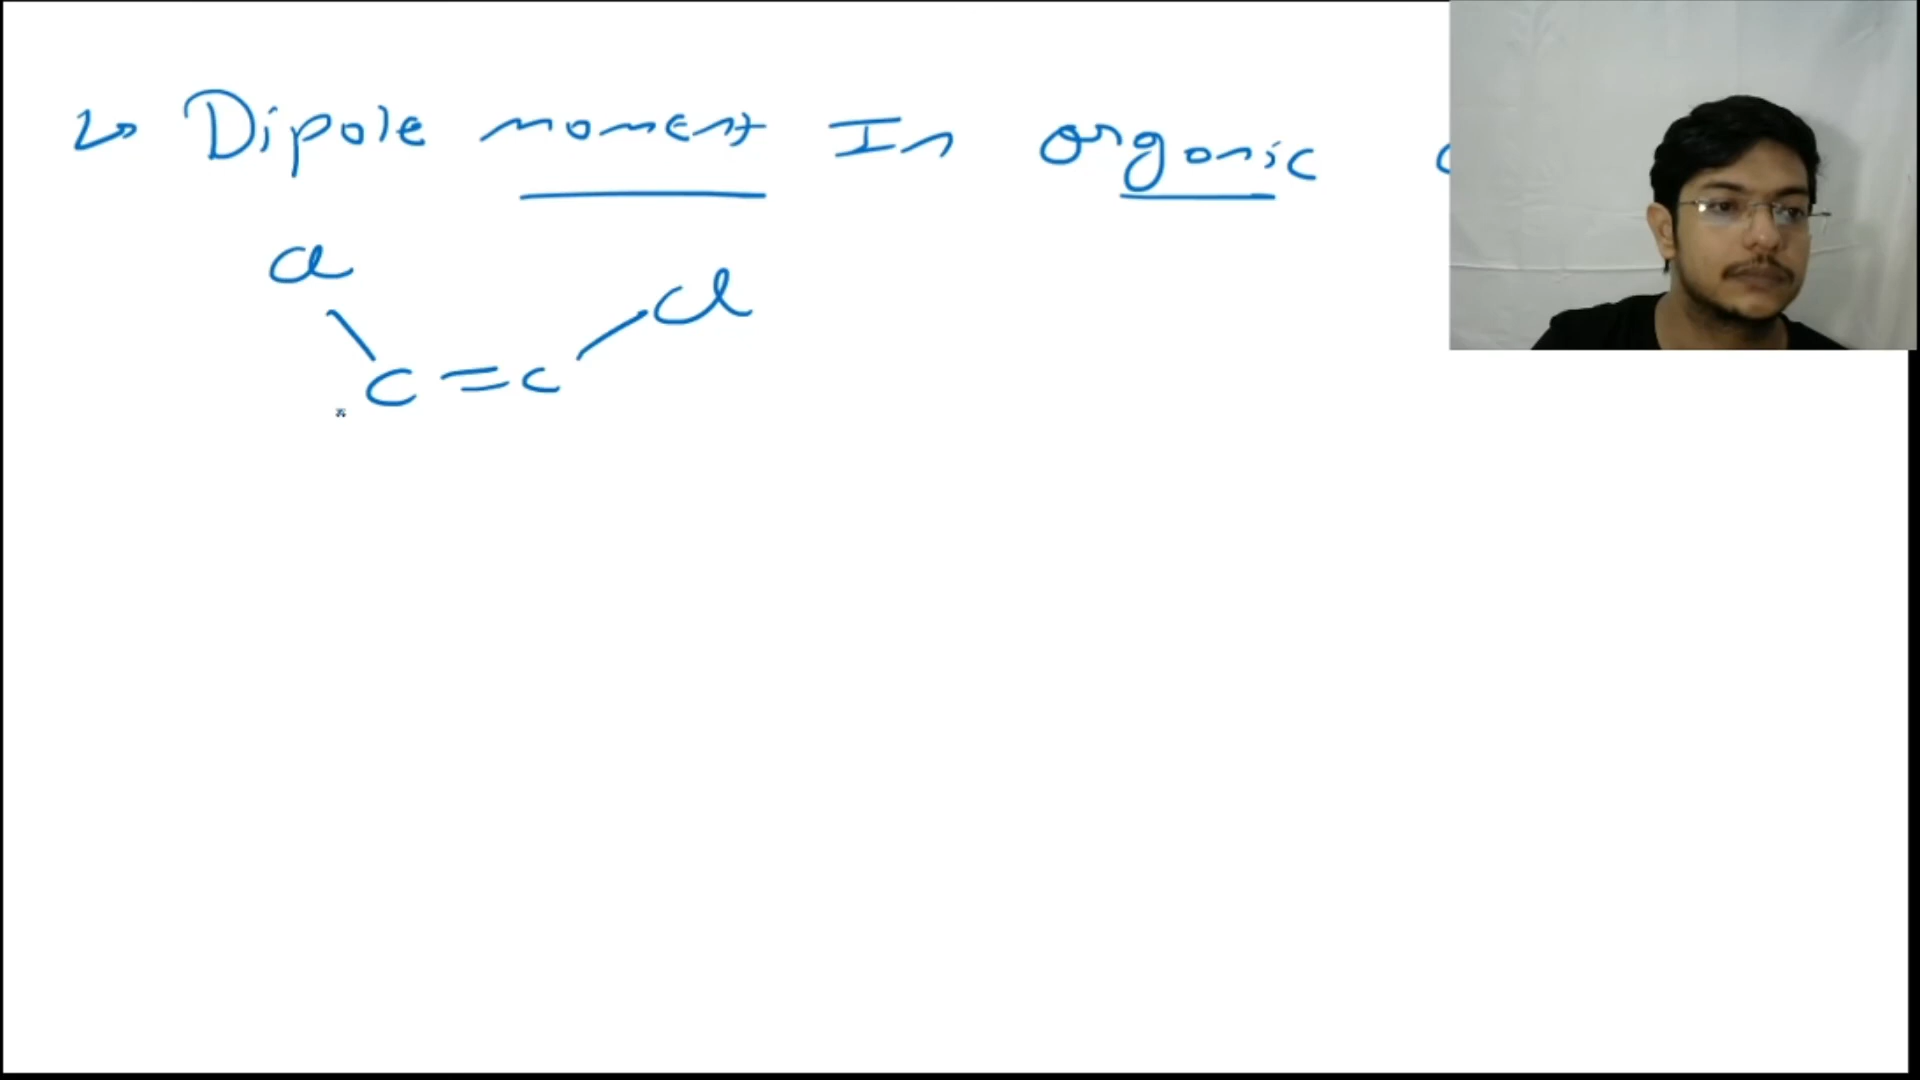 Dipole moment In organic
Cl Cl
C = C